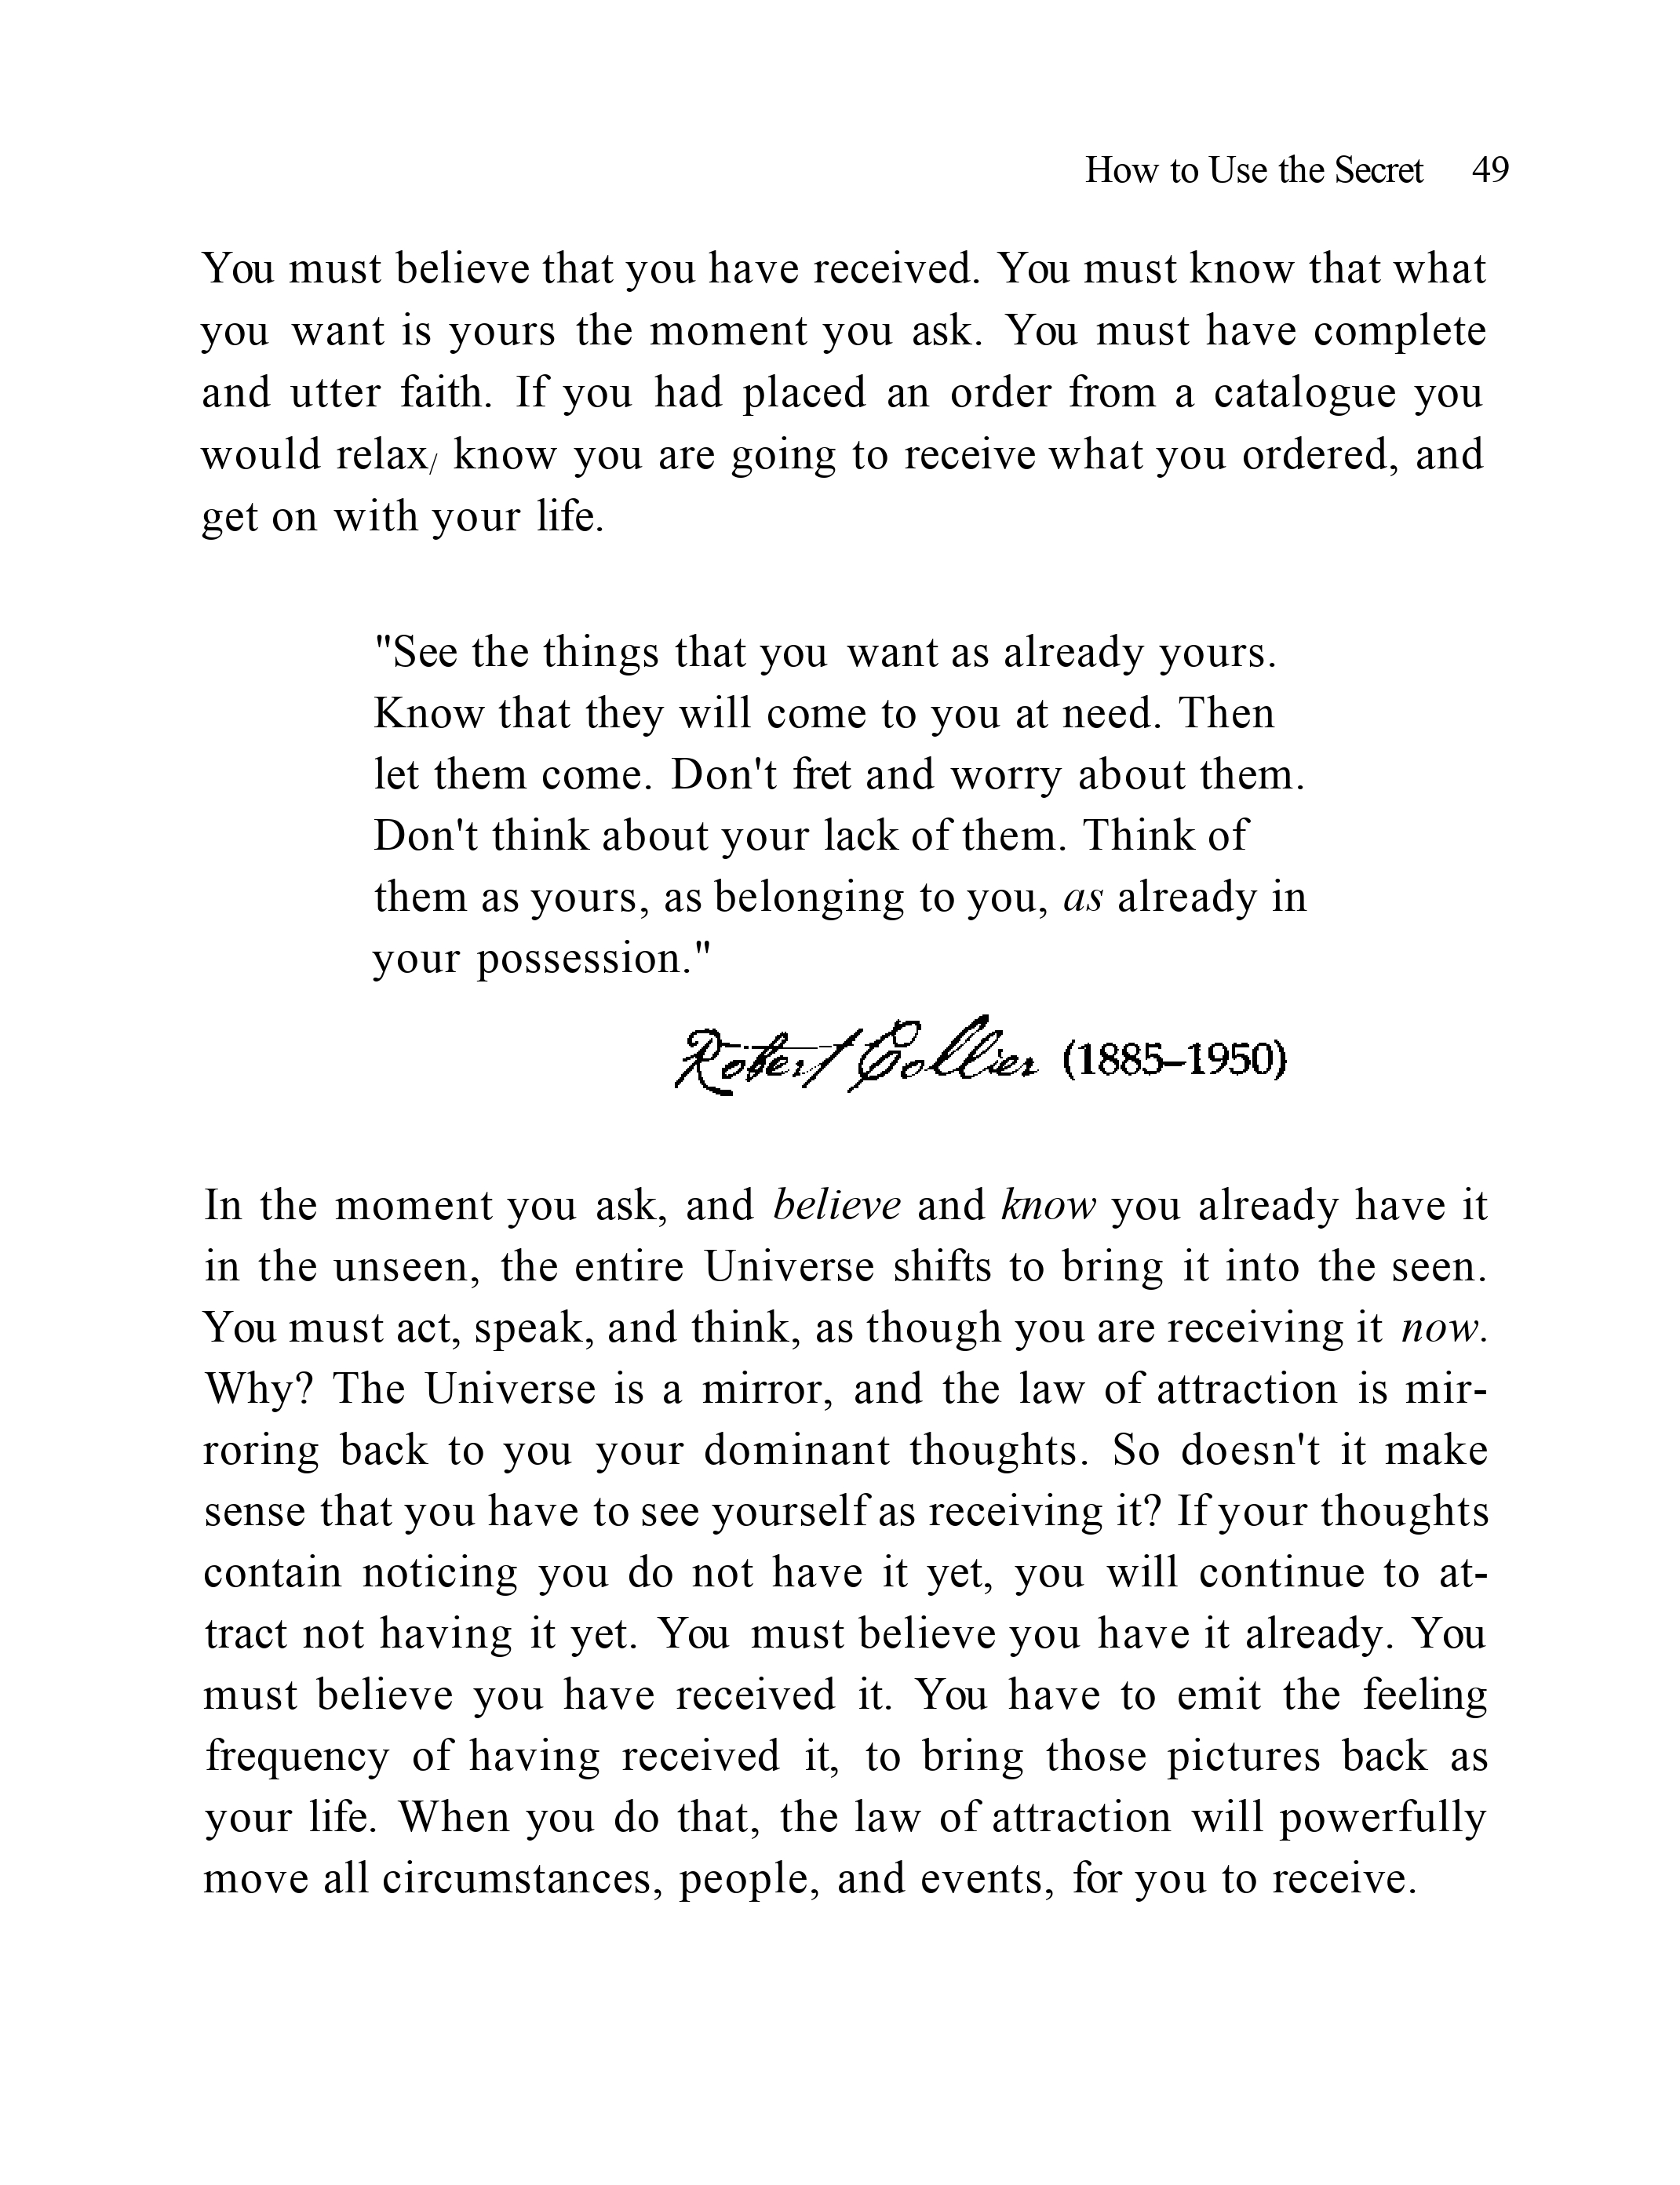 How to Use the Secret 49
You must believe that you have received. You must know that what
you want is yours the moment you ask. You must have complete
and utter faith. If you had placed an order from a catalogue you
would relax/ know you are going to receive what you ordered, and
get on with your life.
"See the things that you want as already yours.
Know that they will come to you at need. Then
let them come. Don't fret and worry about them.
Don't think about your lack of them. Think of
them as yours, as belonging to you, as already in
your possession."
Robert Collier (1885–1950)
In the moment you ask, and believe and know you already have it
in the unseen, the entire Universe shifts to bring it into the seen.
You must act, speak, and think, as though you are receiving it now.
Why? The Universe is a mirror, and the law of attraction is mir-
roring back to you your dominant thoughts. So doesn't it make
sense that you have to see yourself as receiving it? If your thoughts
contain noticing you do not have it yet, you will continue to at-
tract not having it yet. You must believe you have it already. You
must believe you have received it. You have to emit the feeling
frequency of having received it, to bring those pictures back as
your life. When you do that, the law of attraction will powerfully
move all circumstances, people, and events, for you to receive.